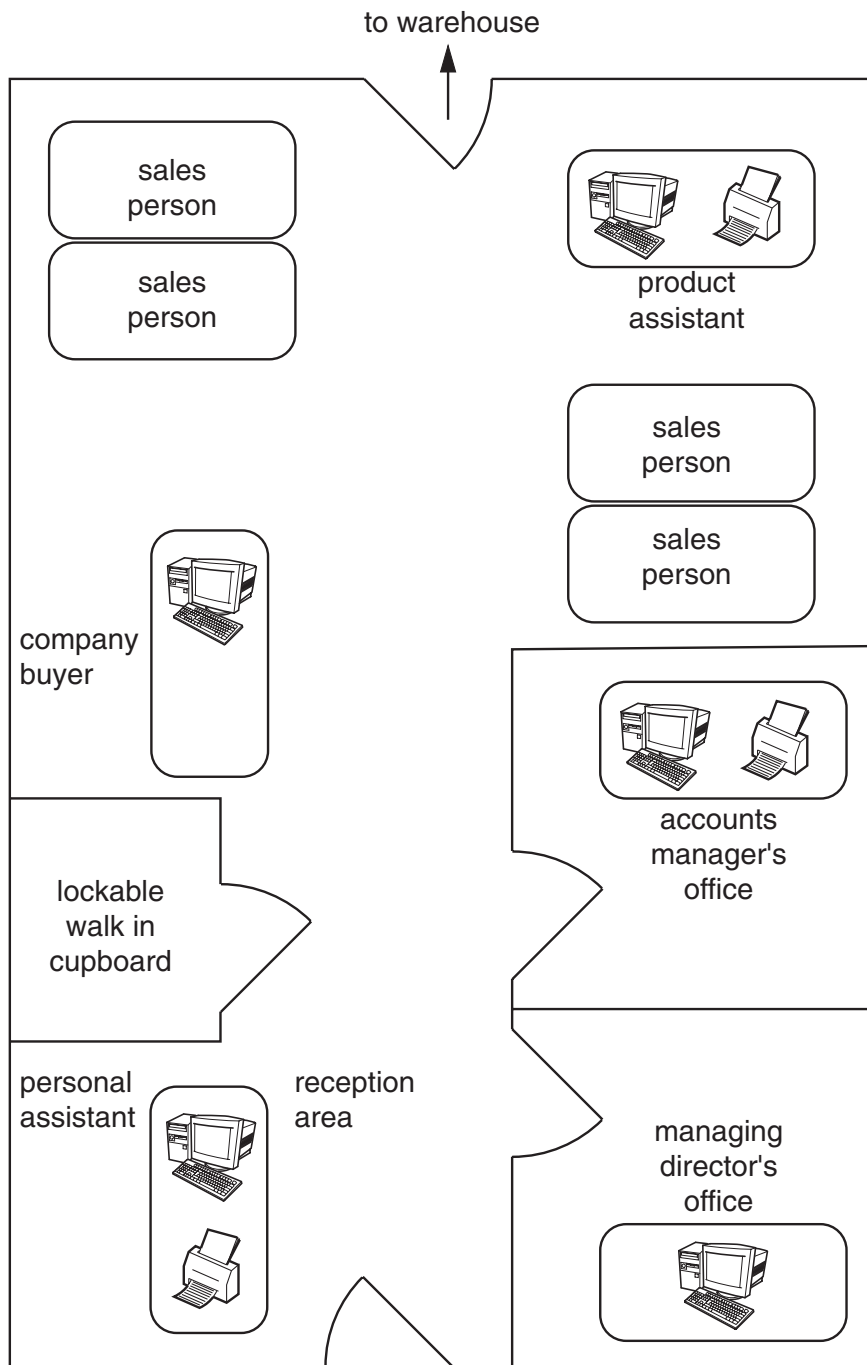 to warehouse
sales
person
sales
person
product
assistant
sales
person
sales
person
company
buyer
accounts
manager's
office
lockable
walk in
cupboard
personal
assistant
reception
area
managing
director's
office